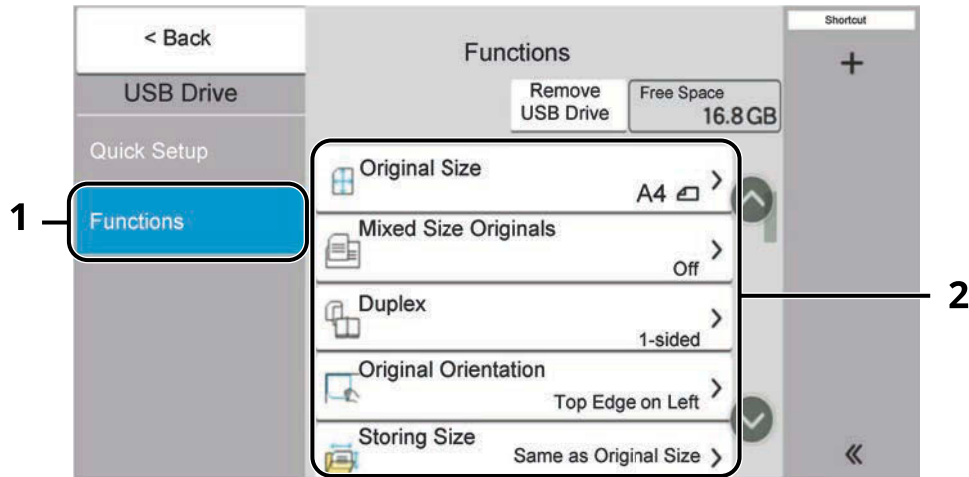 < Back
USB Drive
Quick Setup
Functions
1
Functions
Remove
USB Drive
Free Space
16.8 GB
Original Size
A4
Mixed Size Originals
Off
Duplex
1-sided
Original Orientation
Top Edge on Left
Storing Size
Same as Original Size
2
Shortcut
+